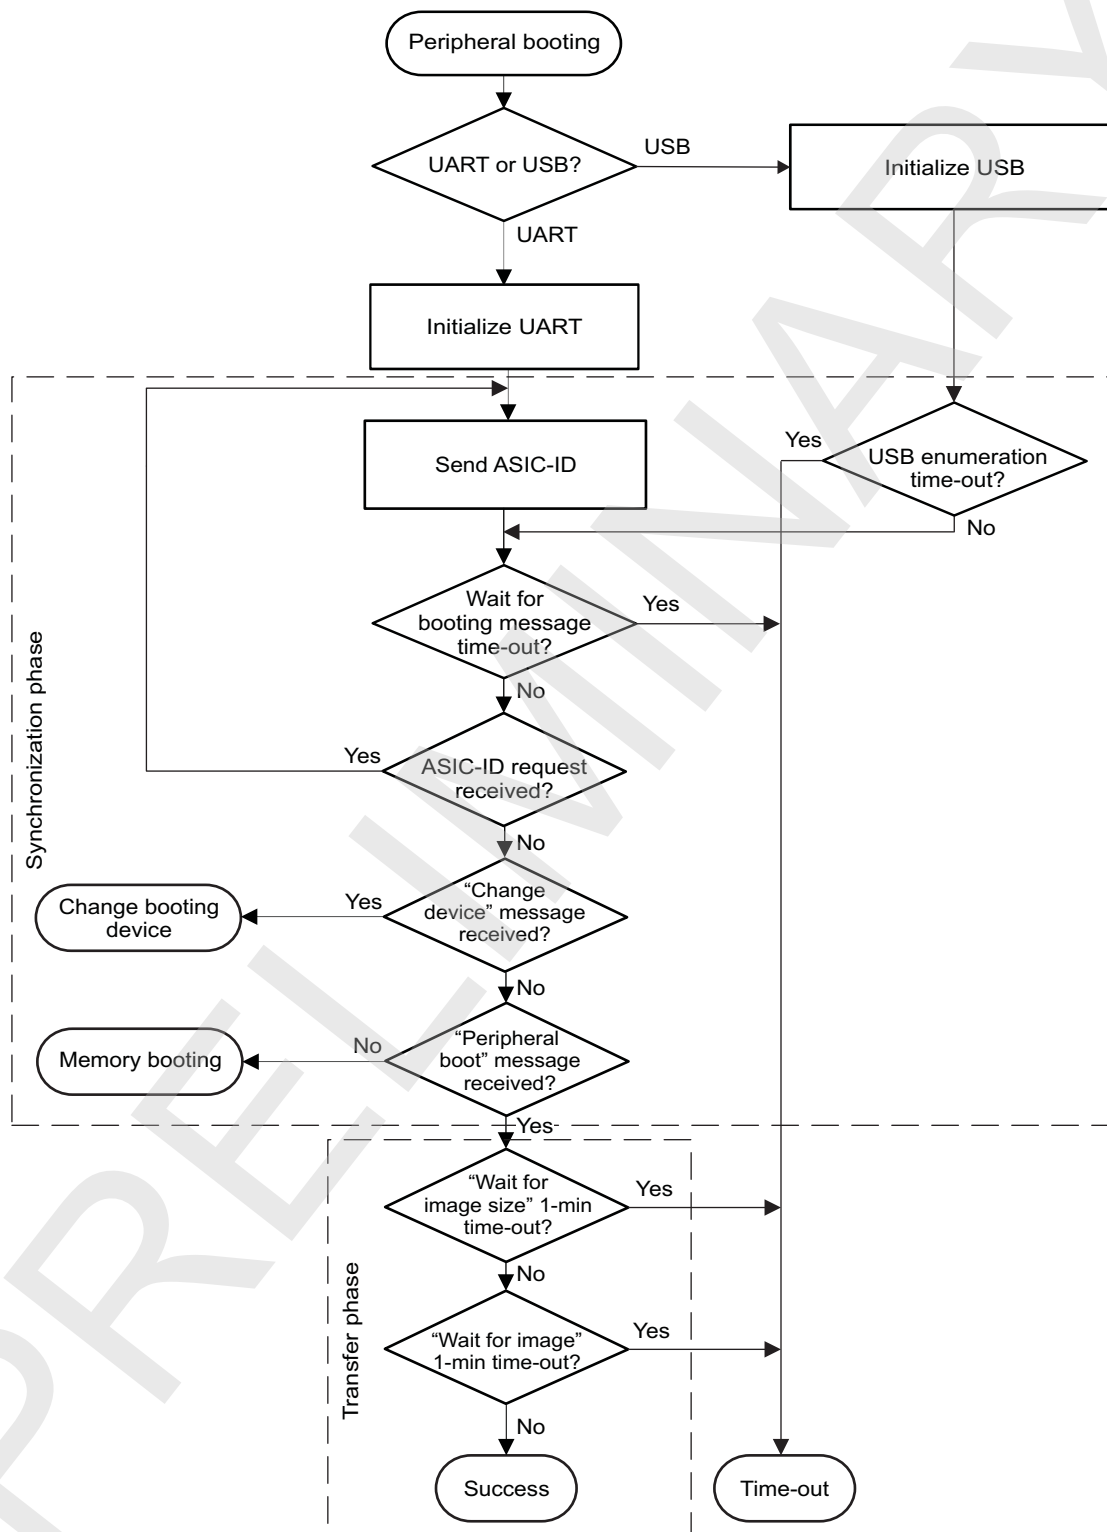 Peripheral booting
UART or USB?
USB
Initialize USB
UART
Initialize UART
Send ASIC-ID
Yes
USB enumeration
time-out?
No
Wait for
booting message
time-out?
Yes
No
Synchronization phase
Yes
ASIC-ID request
received?
No
Change booting
device
Yes
“Change
device” message
received?
No
Memory booting
No
“Peripheral
boot” message
received?
Yes
“Wait for
image size” 1-min
time-out?
Yes
No
Transfer phase
“Wait for image”
1-min time-out?
Yes
No
Success
Time-out
PRELIMINARY